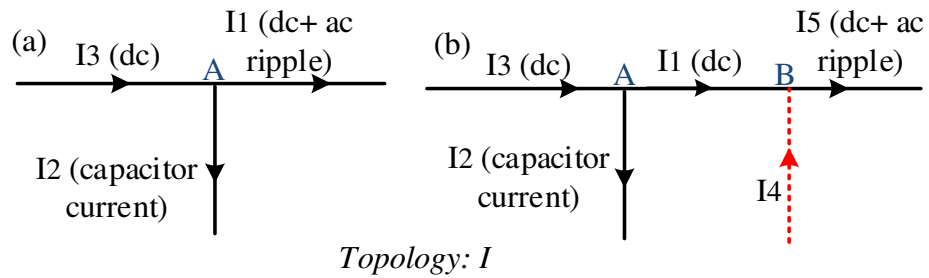 (a)
I1 (dc+ ac
ripple)
I3 (dc)
A
I2 (capacitor
current)
(b)
I5 (dc+ ac
ripple)
I3 (dc)
A
I1 (dc)
B
I2 (capacitor
current)
I4
Topology: I